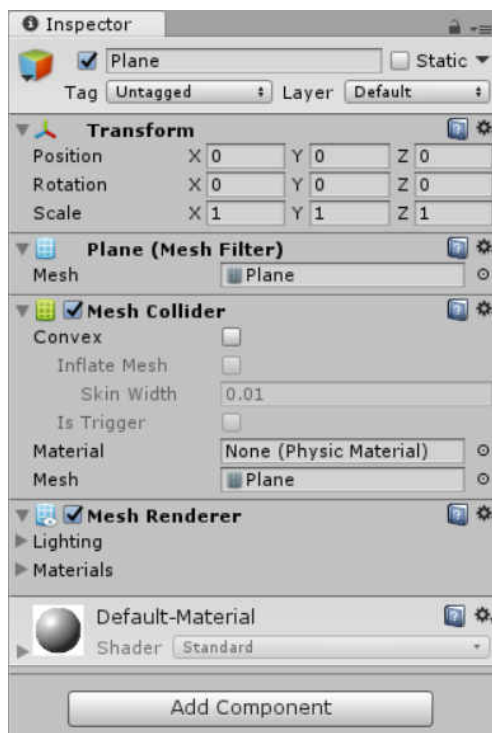 Inspector
Plane Static
Tag Untagged Layer Default
Transform
Position X 0 Y 0 Z 0
Rotation X 0 Y 0 Z 0
Scale X 1 Y 1 Z 1
Plane (Mesh Filter)
Mesh Plane
Mesh Collider
Convex
Inflate Mesh
Skin Width 0.01
Is Trigger
Material None (Physic Material)
Mesh Plane
Mesh Renderer
Lighting
Materials
Default-Material
Shader Standard
Add Component